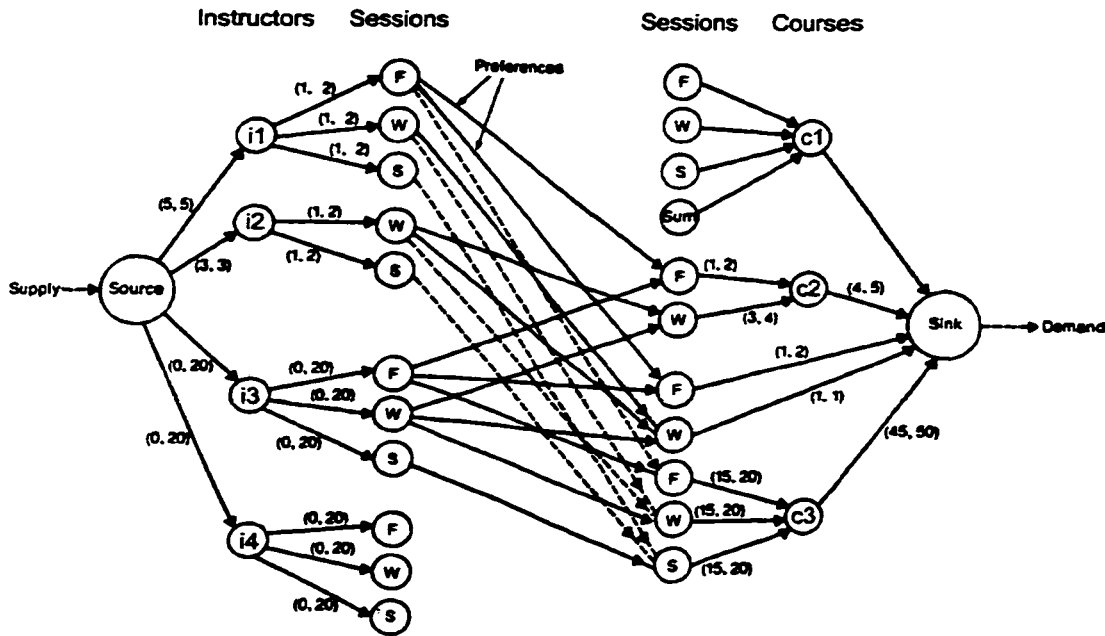 Instructors Sessions Sessions Courses
Preferences
F
(1, 2)
W
(1, 2)
i1
S
(1, 2)
(5, 5)
i2
(1, 2)
W
(3, 3)
(1, 2)
S
Supply
Source
(0, 20)
i3
(0, 20)
F
(0, 20)
W
(0, 20)
S
(0, 20)
i4
(0, 20)
F
(0, 20)
W
(0, 20)
S
F
W
S
Sum
c1
F
(1, 2)
c2
(4, 5)
W
(3, 4)
Sink
Demand
F
(1, 2)
W
(1, 1)
(45, 50)
F
(15, 20)
W
(15, 20)
c3
S
(15, 20)